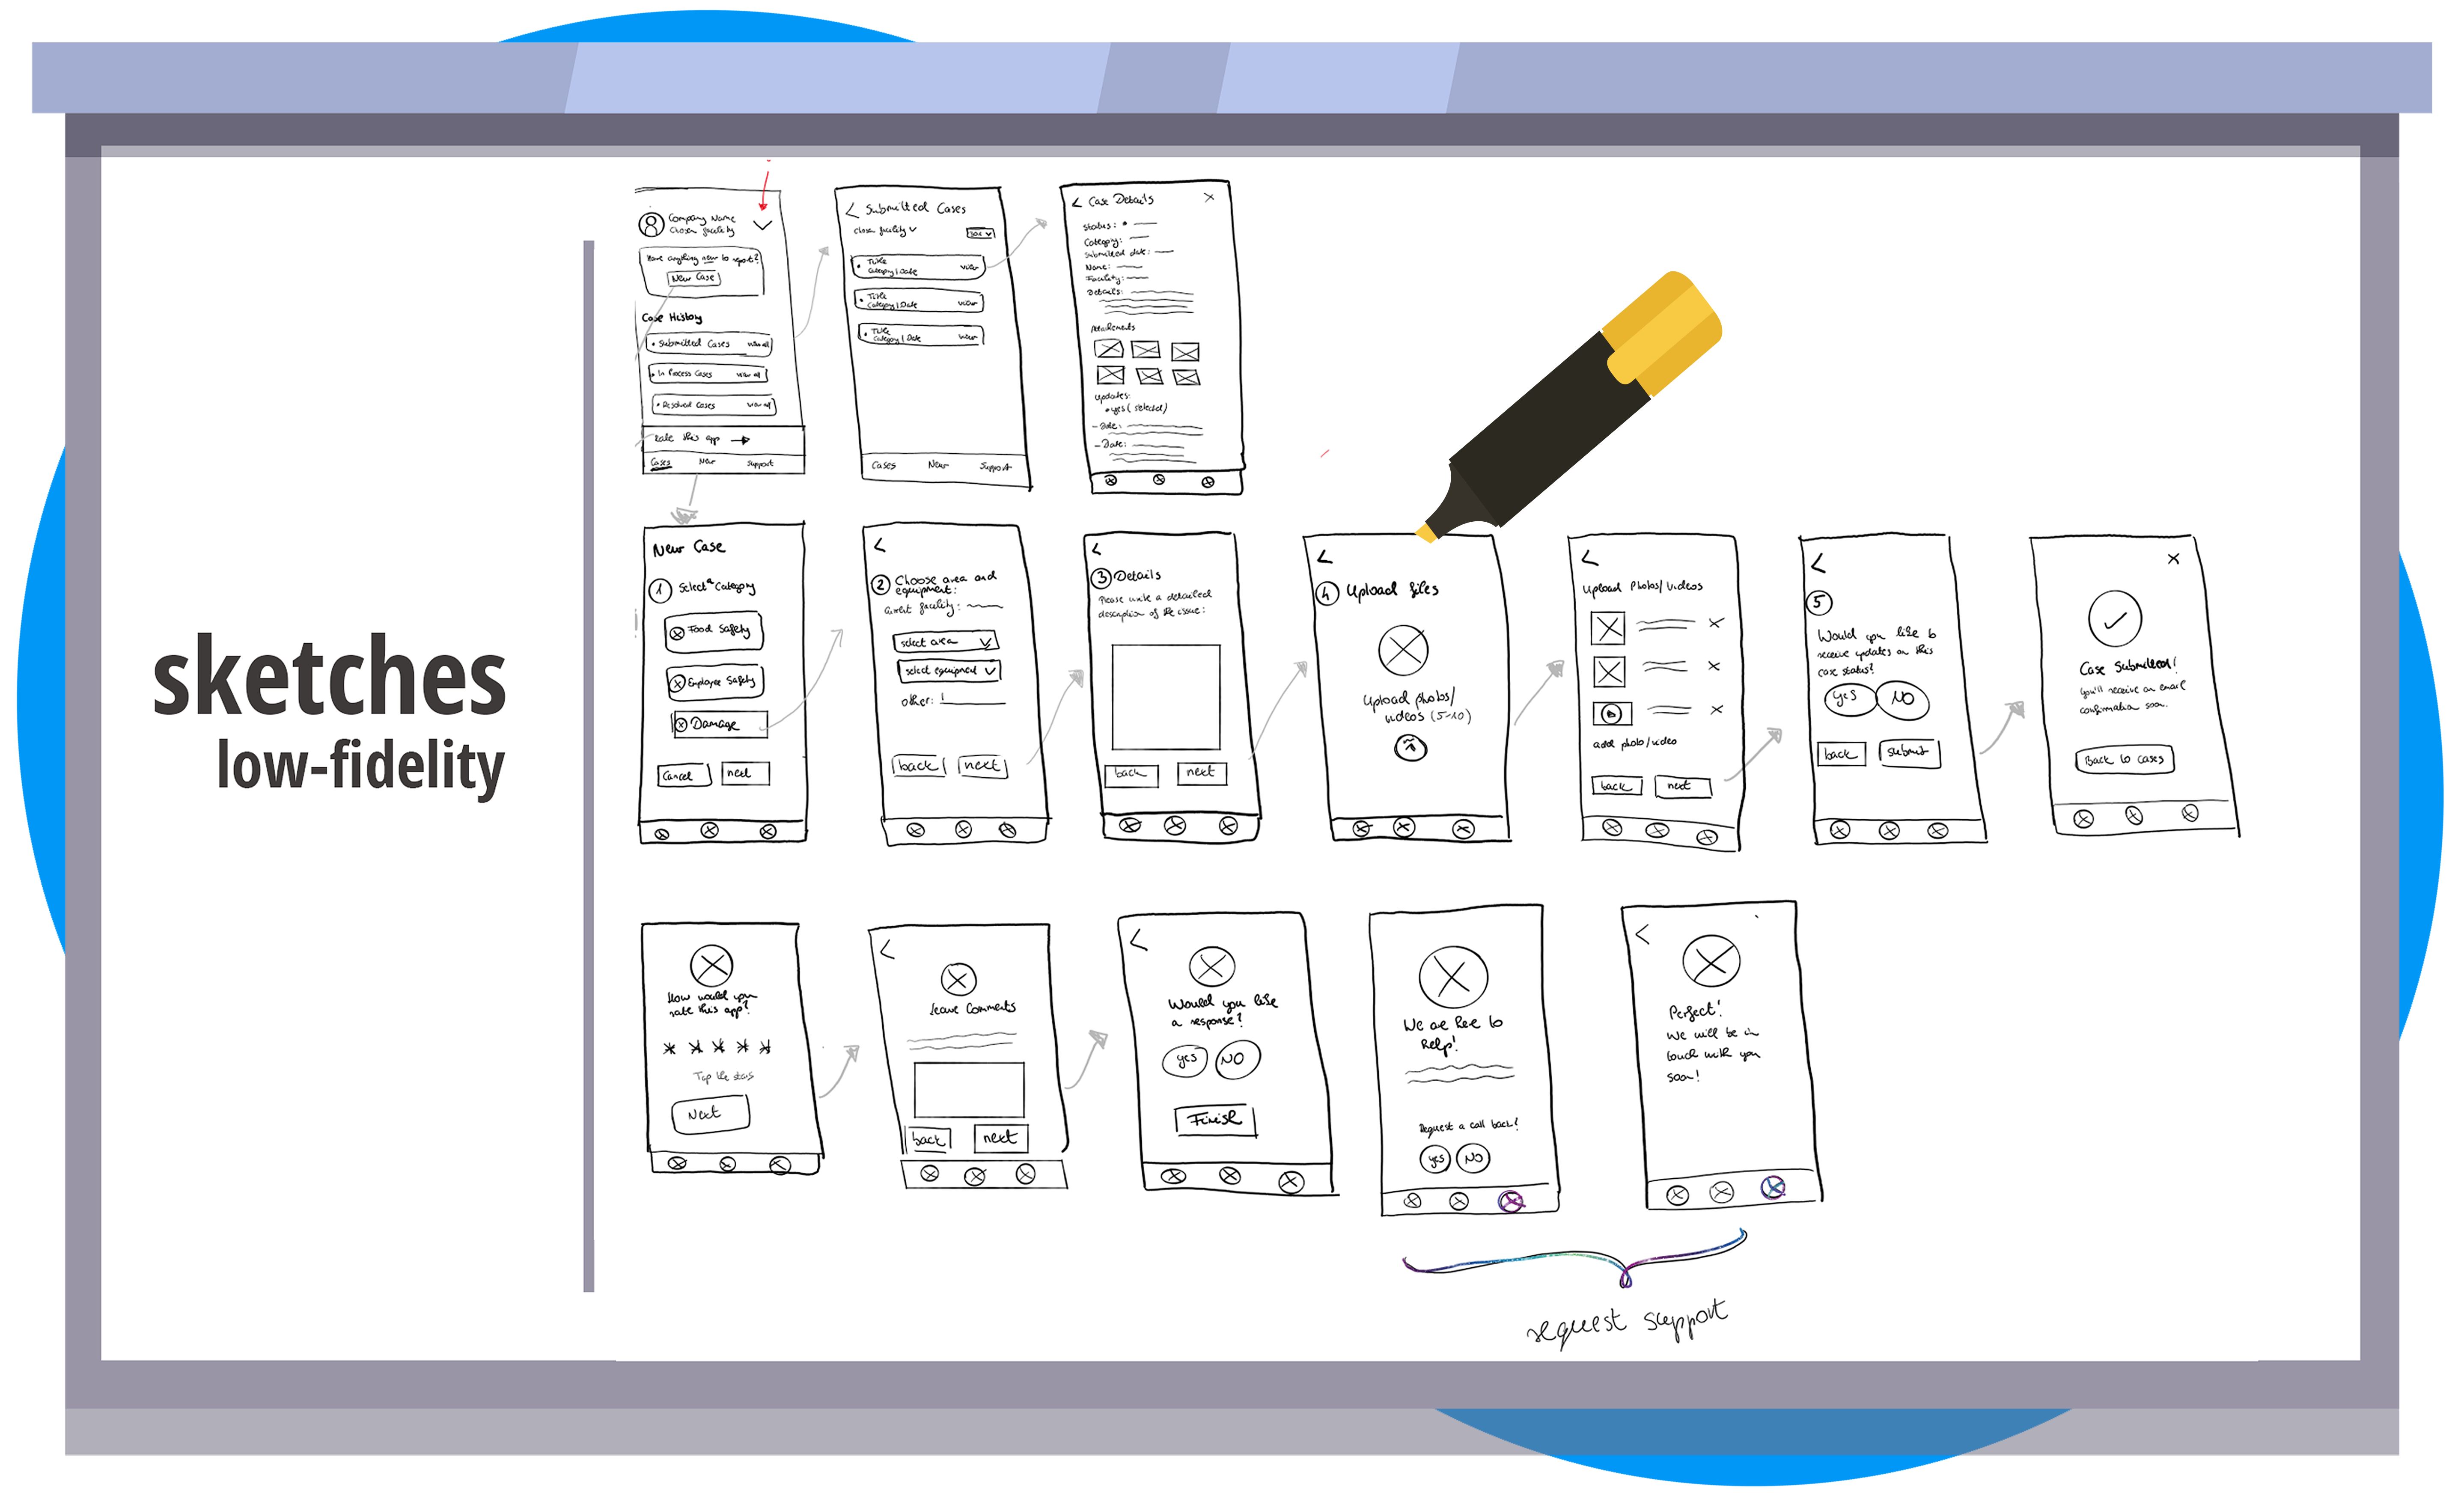 sketches
low-fidelity
Company Name
Chosen facility
Have anything new to report?
New Case
Case History
• Submitted Cases view all
• In Process Cases view all
• Resolved Cases view all
Rate this app
Cases New Support
Submitted Cases
chosen facility
• Title
Category | Date view
• Title
Category | Date view
• Title
Category | Date view
Cases New Support
Case Details
Status: •
Category:
Submitted date:
Name:
Facility:
Details:
Attachments
Updates:
• yes (selected)
- Date:
- Date:
New Case
1 Select a Category
Food Safety
Employee Safety
Damage
Cancel next
2 Choose area and
equipment:
Current facility:
select area
select equipment
other:
back next
3 Details
Please write a detailed
description of the issue:
back next
4 Upload files
Upload photos/
videos (5-10)
Upload Photos/Videos
add photo/video
back next
5
Would you like to
receive updates on this
case status?
yes NO
back submit
Case Submitted!
You'll receive an email
confirmation soon.
Back to cases
How would you
rate this app?
Tap the stars
Next
Leave Comments
back next
Would you like
a response?
yes NO
Finish
We are here to
help!
Request a call back?
yes NO
Perfect!
We will be in
touch with you
soon!
request support